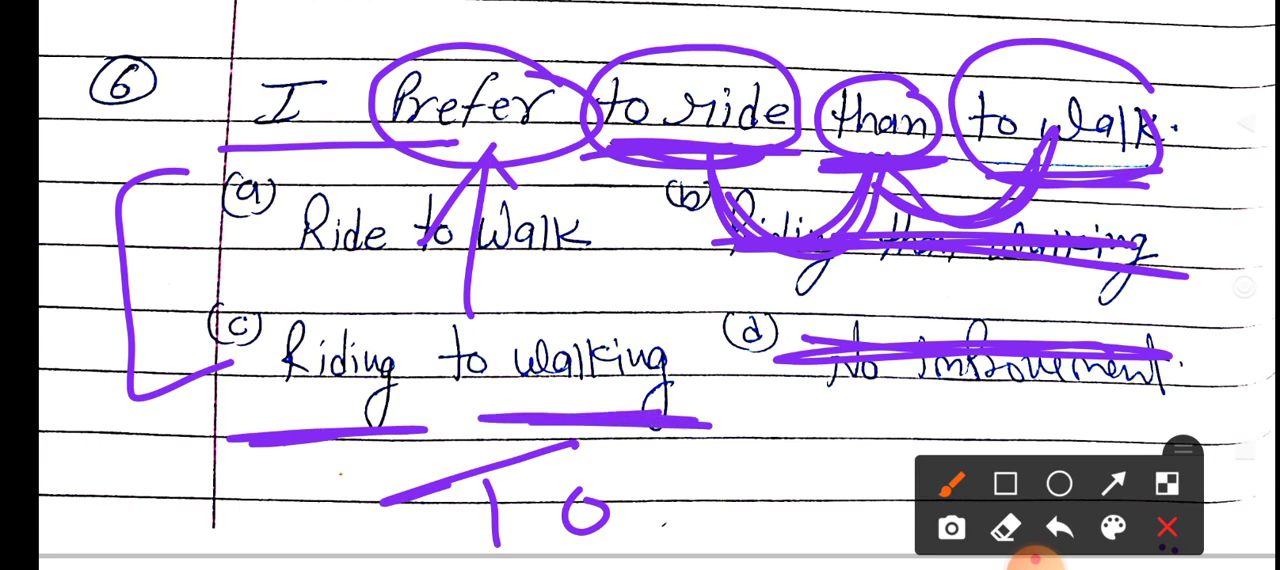 6 I Prefer to ride than to walk.
(a) Ride to Walk (b) Riding than walking
(c) Riding to walking (d) No improvement.
To